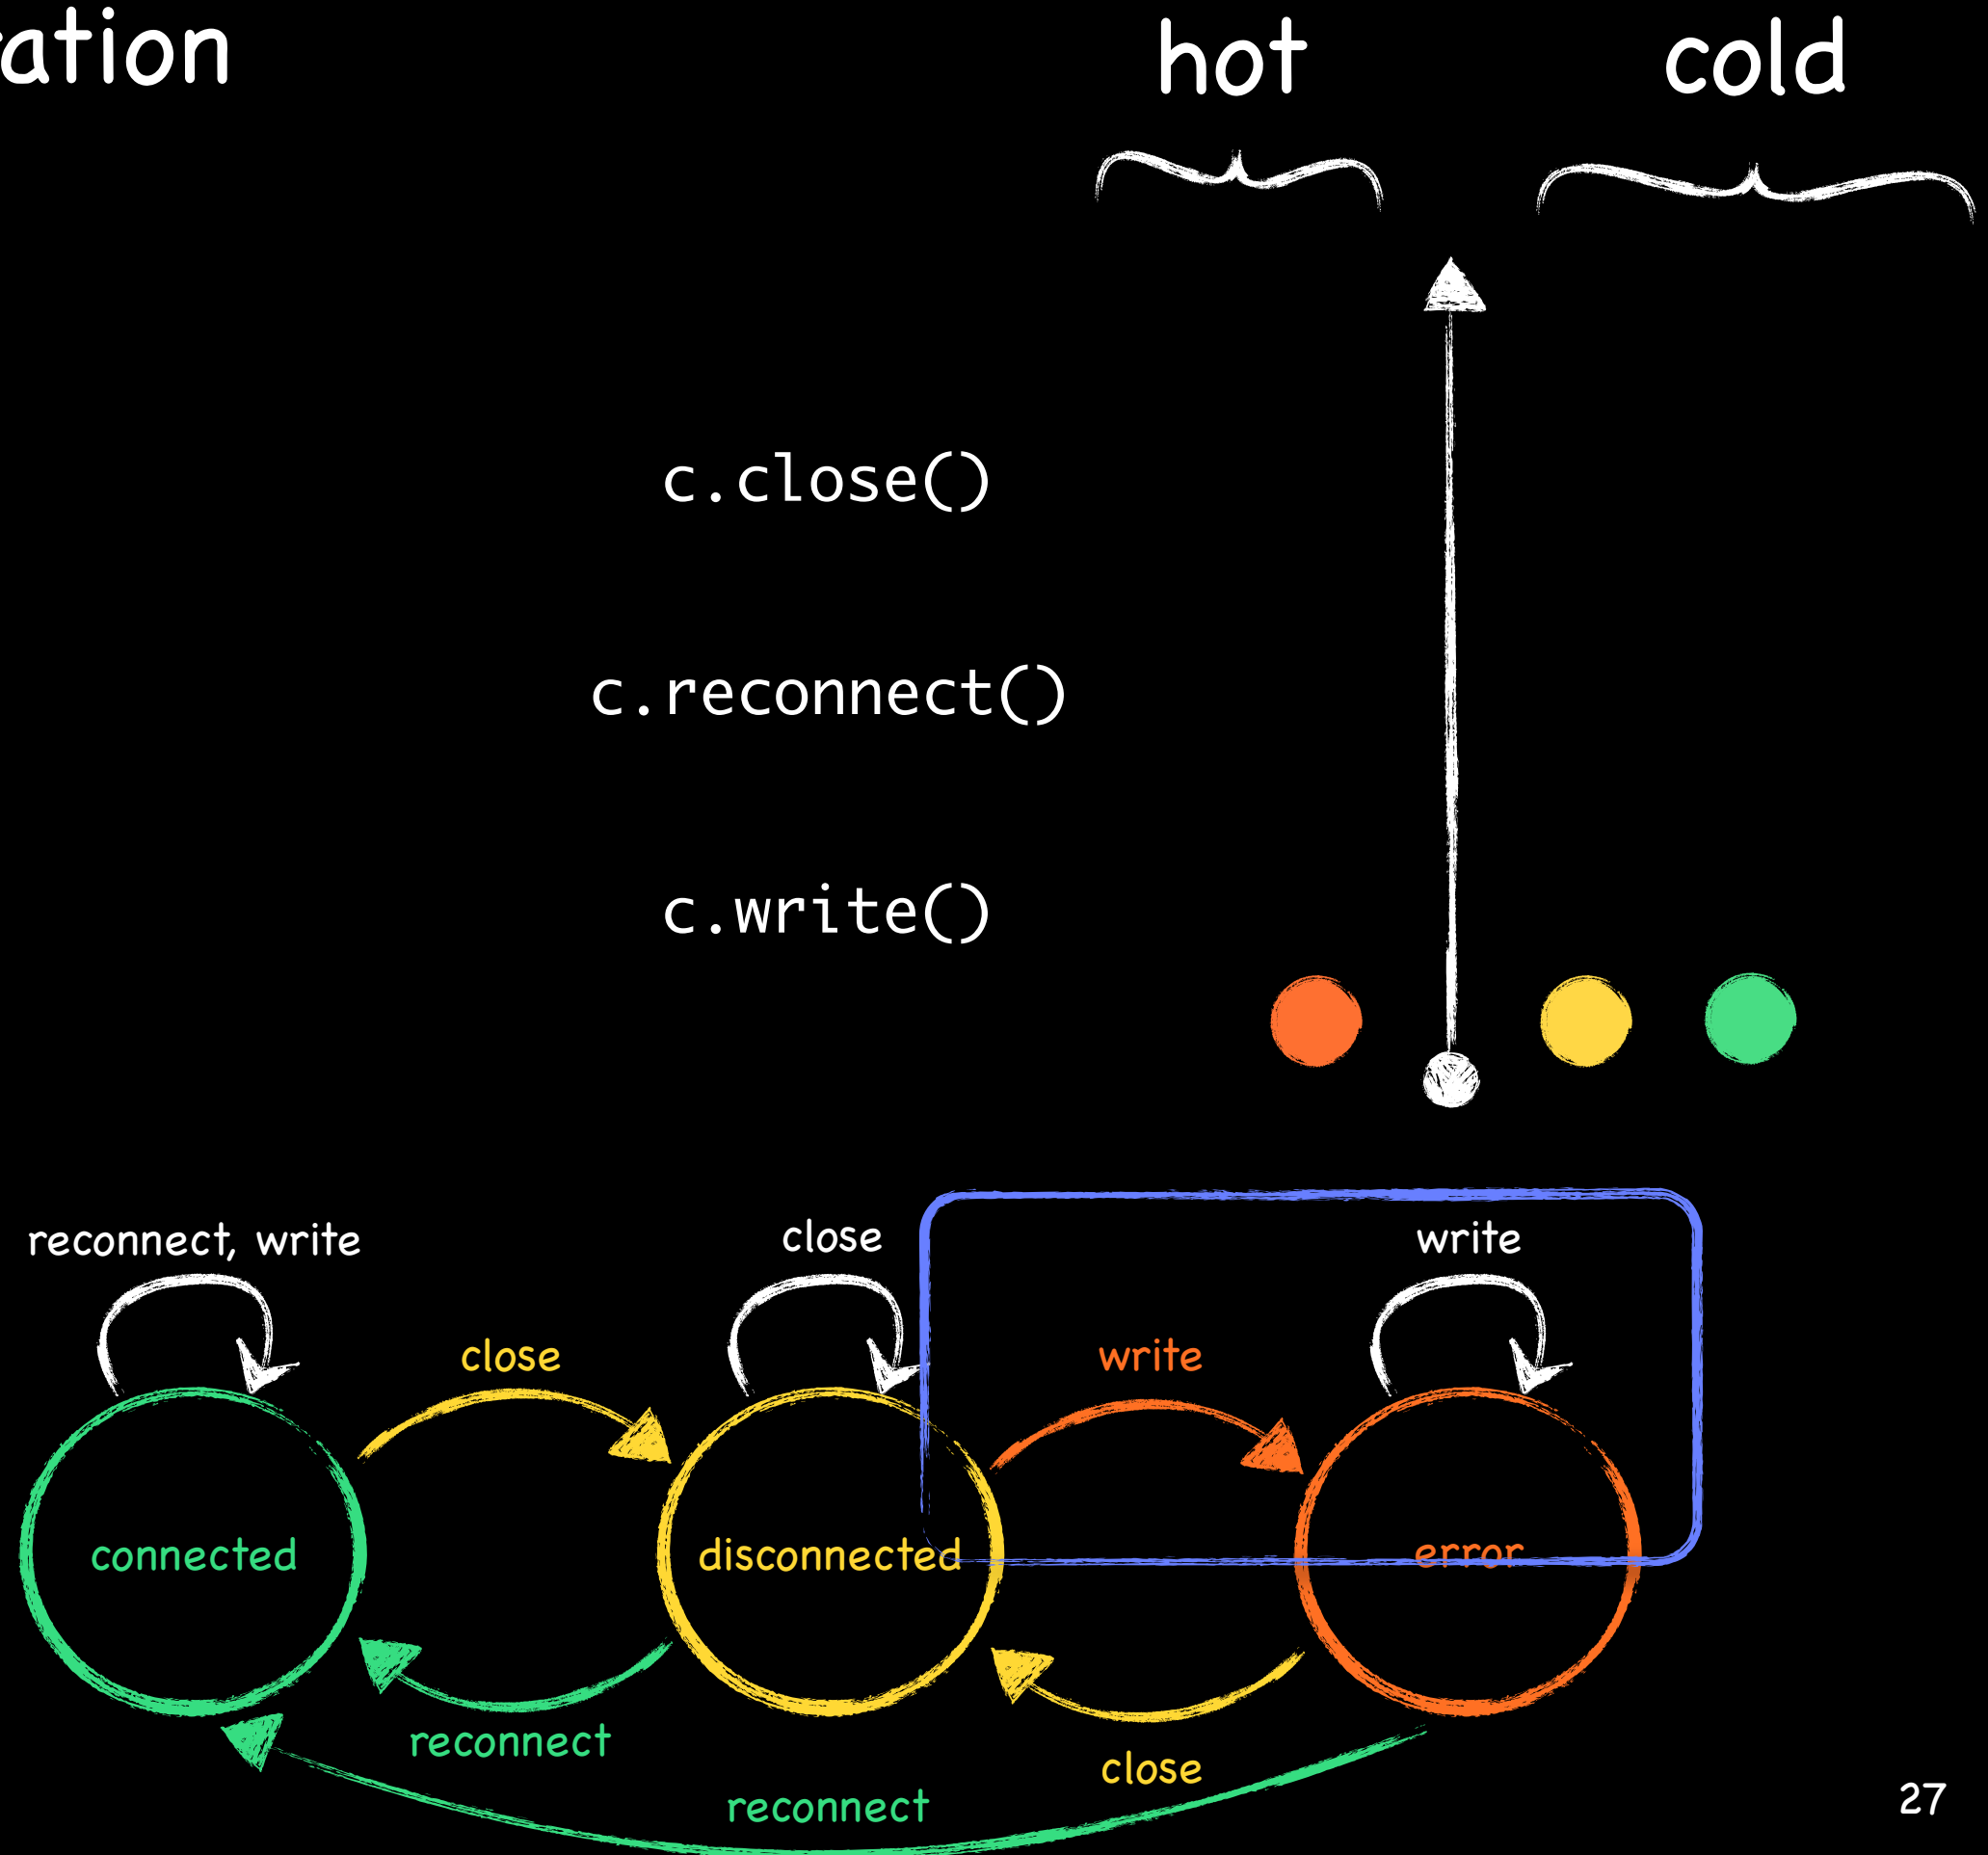 ation
hot
cold
c.close()
c.reconnect()
c.write()
reconnect, write
close
write
close
write
connected
disconnected
error
reconnect
close
reconnect
27